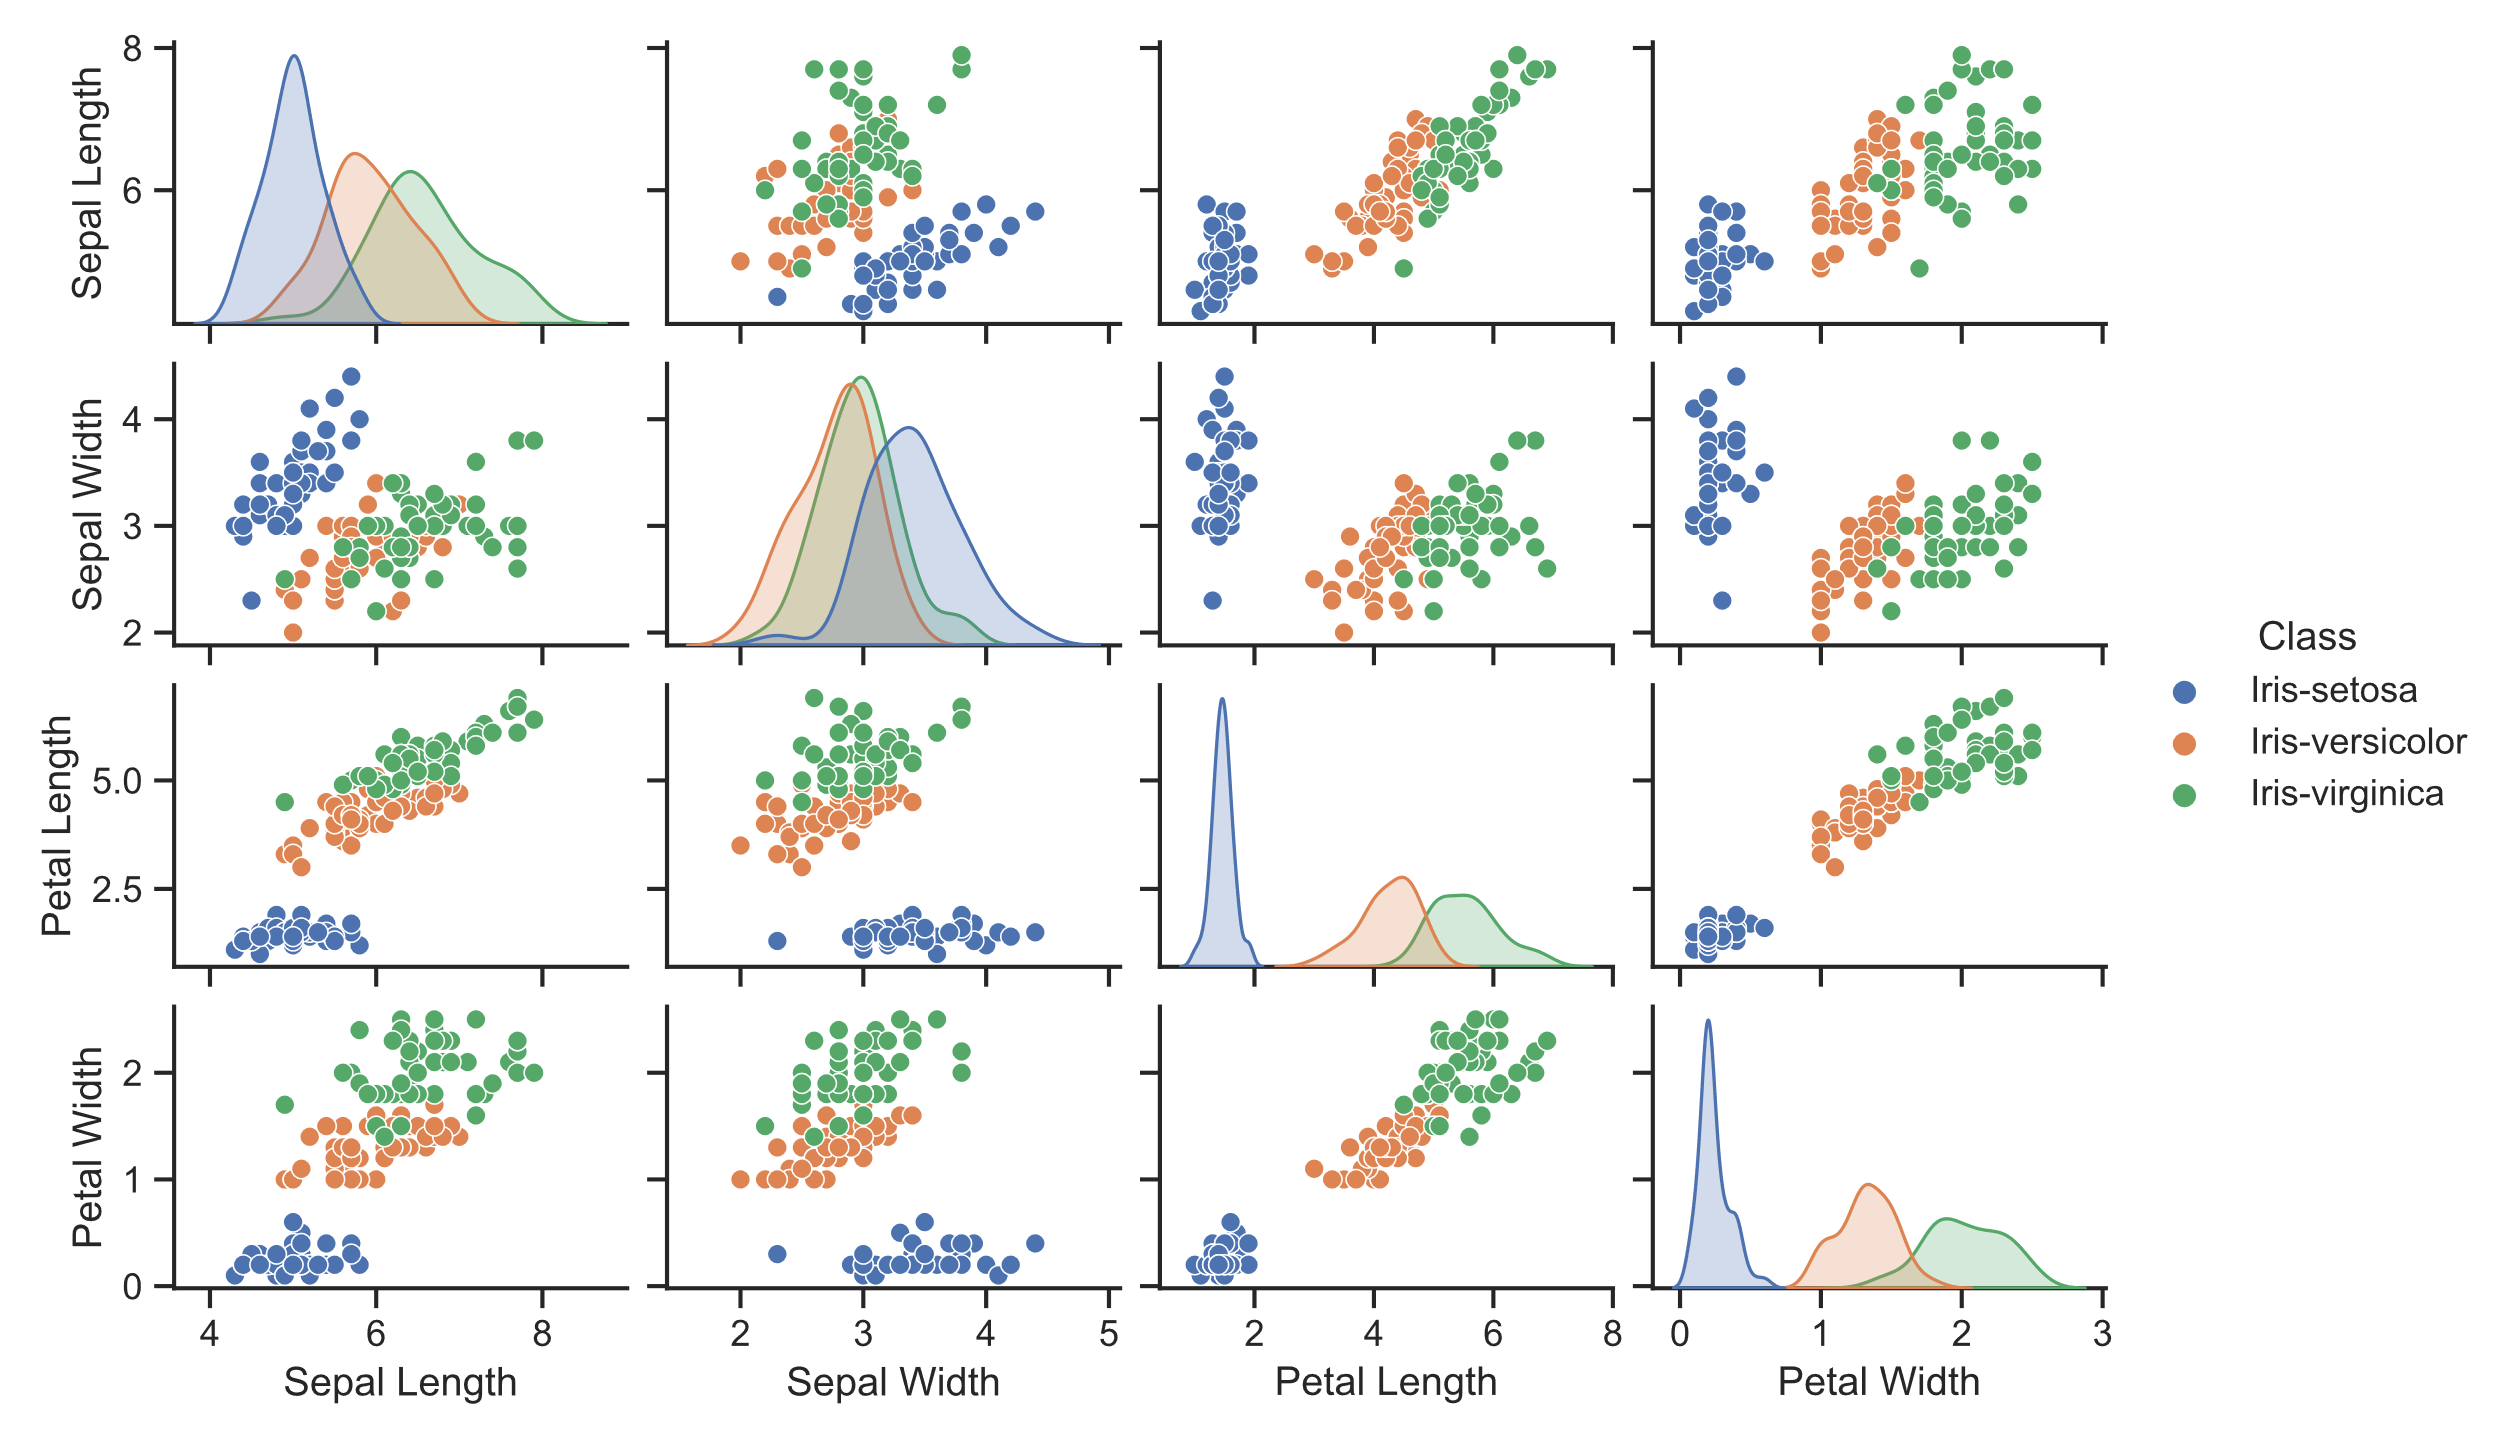 8
6
Sepal Length
4
3
2
Sepal Width
5.0
2.5
Petal Length
2
1
0
Petal Width
4 6 8
2 3 4 5
2 4 6 8
0 1 2 3
Sepal Length
Sepal Width
Petal Length
Petal Width
Class
Iris-setosa
Iris-versicolor
Iris-virginica